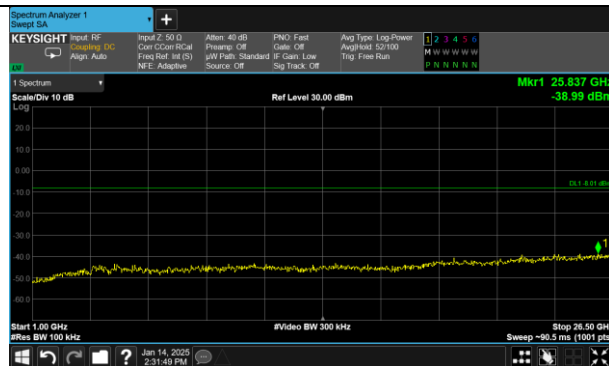 Spectrum Analyzer 1
Swept SA
+
KEYSIGHT Input: RF Input Z: 50 Ω Atten: 40 dB PNO: Fast Avg Type: Log-Power 1 2 3 4 5 6
Coupling: DC Corr CCorr RCal Preamp: Off Gate: Off Avg|Hold: 52/100 M W W W W W
Align: Auto Freq Ref: Int (S) µW Path: Standard IF Gain: Low Trig: Free Run
NFE: Adaptive Source: Off Sig Track: Off P N N N N N
1 Spectrum Mkr1 25.837 GHz
Scale/Div 10 dB Ref Level 30.00 dBm -38.99 dBm
Log
20.0
10.0
0.00
DL1 -8.01 dBm
-10.0
-20.0
-30.0
1
-40.0
-50.0
-60.0
Start 1.00 GHz #Video BW 300 kHz Stop 26.50 GHz
#Res BW 100 kHz Sweep ~90.5 ms (1001 pts)
? Jan 14, 2025
2:31:49 PM